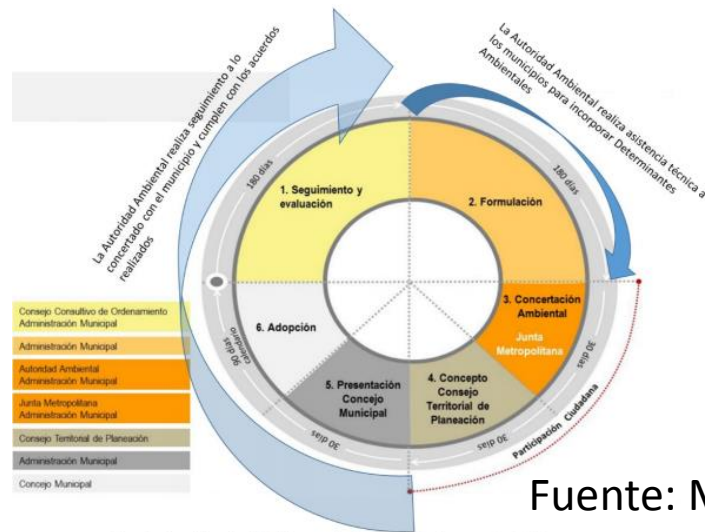 La Autoridad Ambiental realiza seguimiento a lo
concertado con el municipio y cumplen con los acuerdos
realizados
La Autoridad Ambiental realiza asistencia técnica a
los municipios para incorporar Determinantes
Ambientales
180 días
180 días
1. Seguimiento y
evaluación
2. Formulación
3. Concertación
Ambiental
Junta
Metropolitana
30 días
4. Concepto
Consejo
Territorial de
Planeación
30 días
5. Presentación
Concejo
Municipal
30 días
6. Adopción
90 días
calendario
Participación Ciudadana
Consejo Consultivo de Ordenamiento
Administración Municipal
Administración Municipal
Autoridad Ambiental
Administración Municipal
Junta Metropolitana
Administración Municipal
Consejo Territorial de Planeación
Administración Municipal
Concejo Municipal
Fuente: